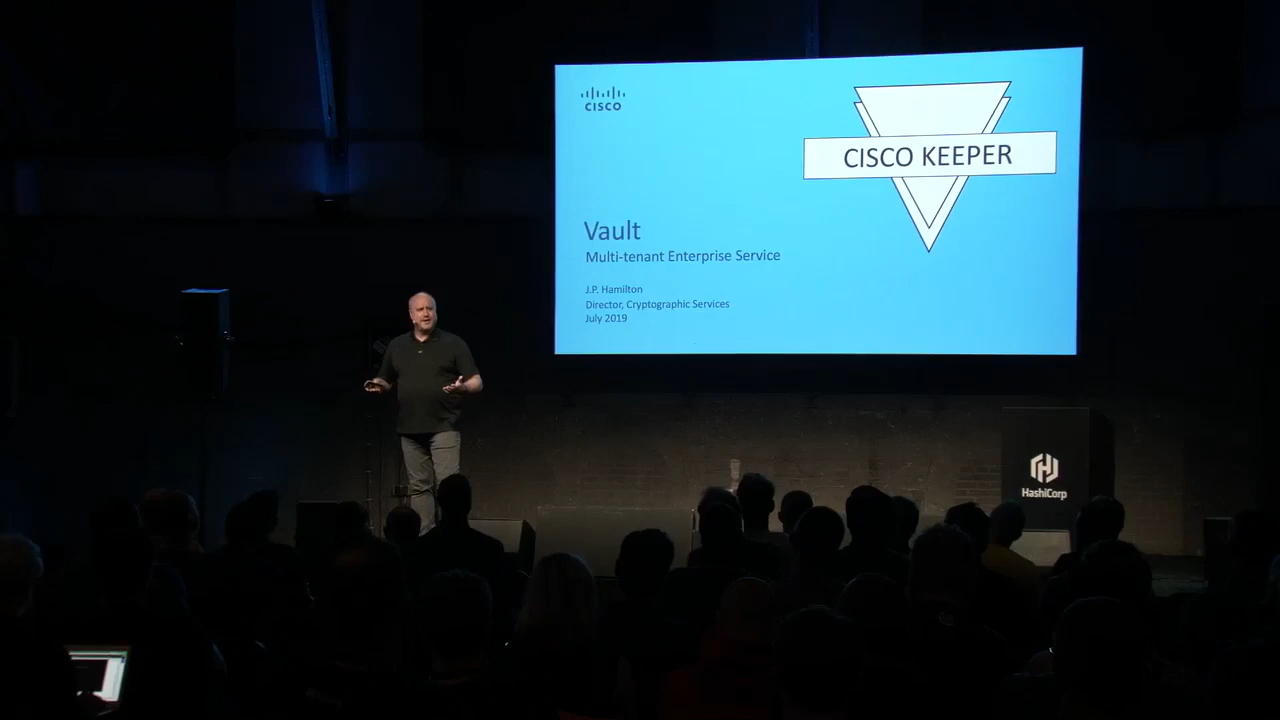 CISCO
CISCO KEEPER
Vault
Multi-tenant Enterprise Service
J.P. Hamilton
Director, Cryptographic Services
July 2019
HashiCorp